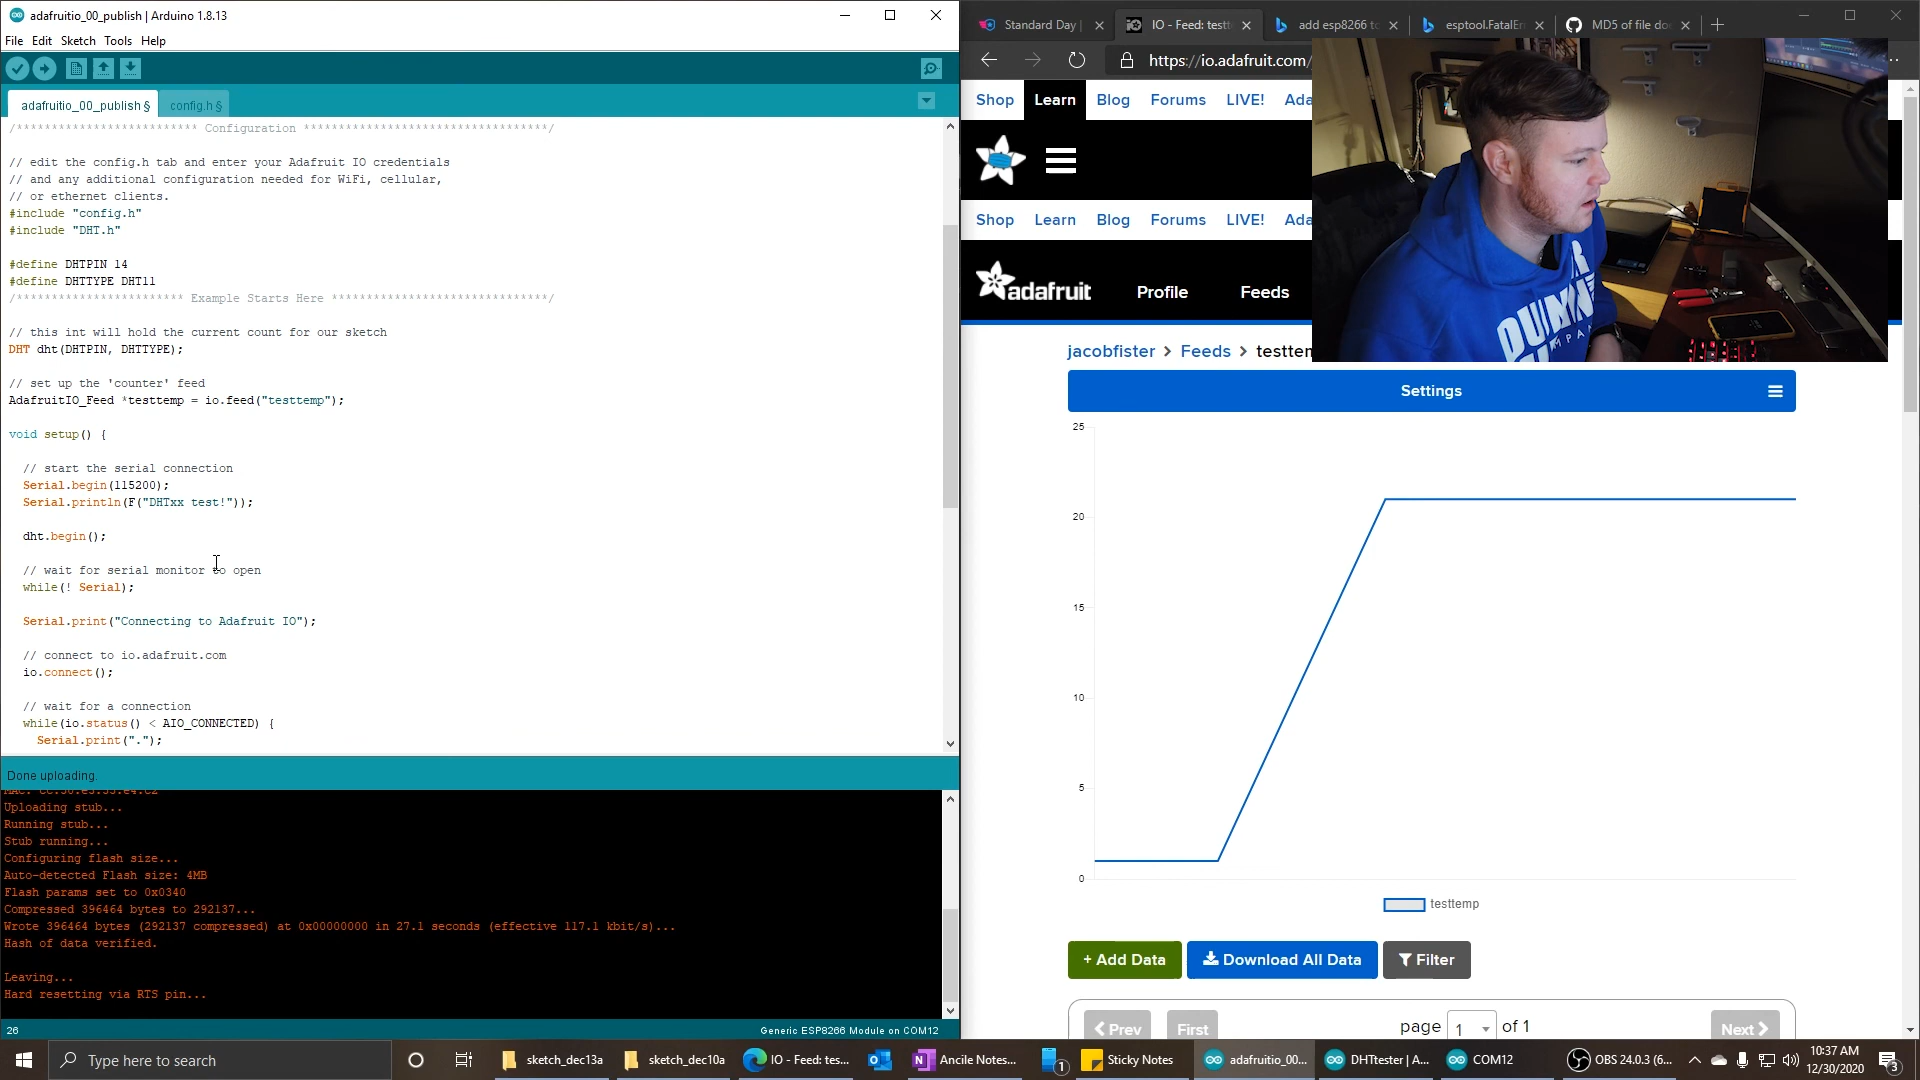 adafruitio_00_publish | Arduino 1.8.13
File Edit Sketch Tools Help
adafruitio_00_publish § config.h §
/*************************** Configuration ***********************************/
// edit the config.h tab and enter your Adafruit IO credentials
// and any additional configuration needed for WiFi, cellular,
// or ethernet clients.
#include "config.h"
#include "DHT.h"
#define DHTPIN 14
#define DHTTYPE DHT11
/************************ Example Starts Here *******************************/
// this int will hold the current count for our sketch
DHT dht(DHTPIN, DHTTYPE);
// set up the 'counter' feed
AdafruitIO_Feed *testtemp = io.feed("testtemp");
void setup() {
// start the serial connection
Serial.begin(115200);
Serial.println(F("DHTxx test!"));
dht.begin();
// wait for serial monitor to open
while(! Serial);
Serial.print("Connecting to Adafruit IO");
// connect to io.adafruit.com
io.connect();
// wait for a connection
while(io.status() < AIO_CONNECTED) {
Serial.print(".");
Done uploading.
Uploading stub...
Running stub...
Stub running...
Configuring flash size...
Auto-detected Flash size: 4MB
Flash params set to 0x0340
Compressed 396464 bytes to 292137...
Wrote 396464 bytes (292137 compressed) at 0x00000000 in 27.1 seconds (effective 117.1 kbit/s)...
Hash of data verified.
Leaving...
Hard resetting via RTS pin...
26 Generic ESP8266 Module on COM12
Standard Day | IO - Feed: testt add esp8266 to esptool.FatalEr MD5 of file doe
https://io.adafruit.com/
Shop Learn Blog Forums LIVE! Ada
Shop Learn Blog Forums LIVE! Ada
adafruit Profile Feeds
jacobfister > Feeds > testtem
Settings
25
20
15
10
5
0
testtemp
+ Add Data Download All Data Filter
Prev First page 1 of 1 Next
Type here to search sketch_dec13a sketch_dec10a IO - Feed: tes... Ancile Notes... 1 Sticky Notes adafruitio_00... DHTtester | A... COM12 OBS 24.0.3 (6... 10:37 AM
12/30/2020 3